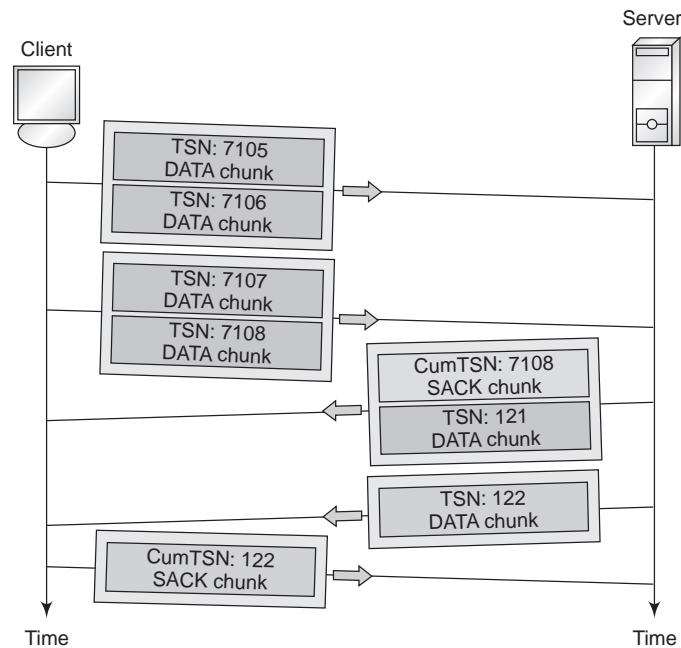 Server
Client
TSN: 7105
DATA chunk
TSN: 7106
DATA chunk
TSN: 7107
DATA chunk
TSN: 7108
DATA chunk
CumTSN: 7108
SACK chunk
TSN: 121
DATA chunk
TSN: 122
DATA chunk
CumTSN: 122
SACK chunk
Time
Time